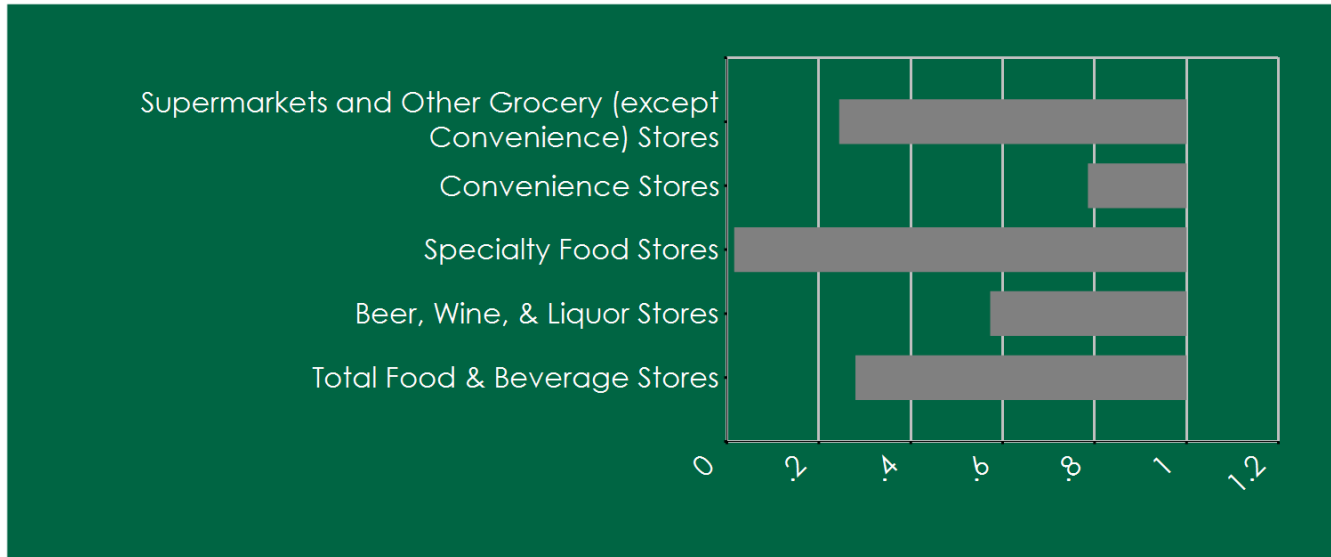 Supermarkets and Other Grocery (except
Convenience) Stores
Convenience Stores
Specialty Food Stores
Beer, Wine, & Liquor Stores
Total Food & Beverage Stores
0 .2 .4 .6 .8 1 1.2